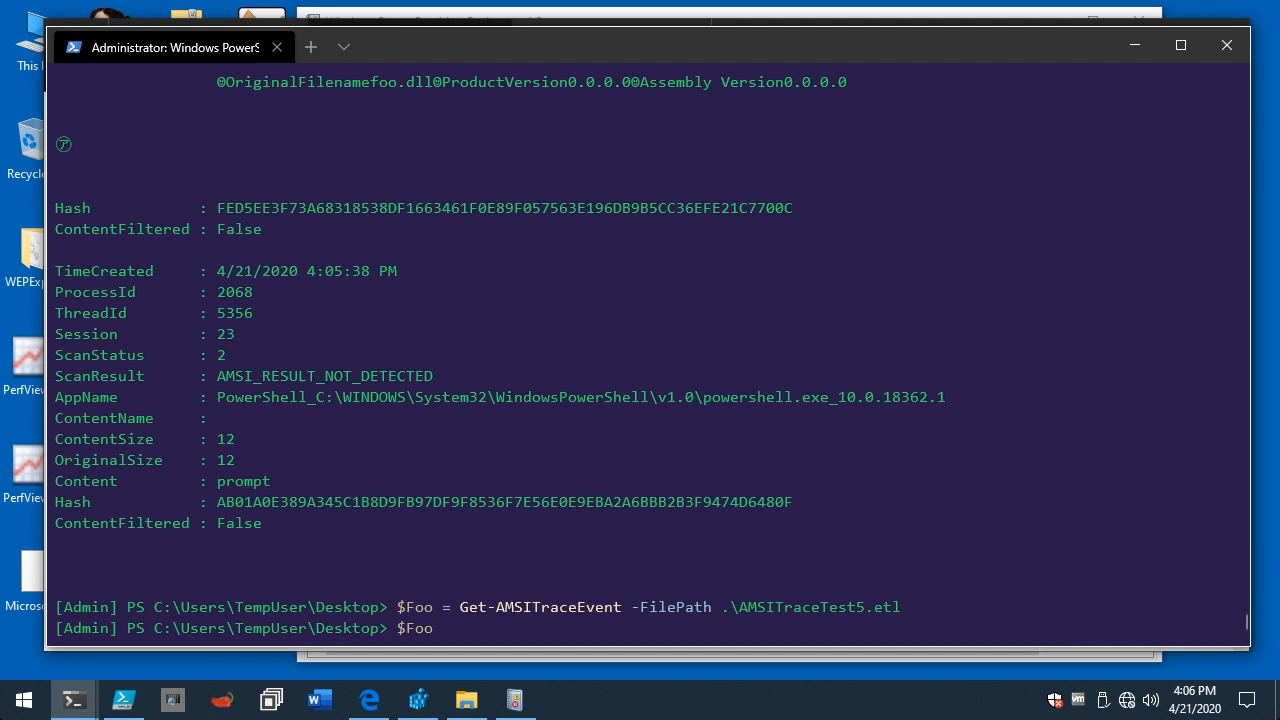 Administrator: Windows PowerS
This
@OriginalFilenamefoo.dll@ProductVersion0.0.0.0@Assembly Version0.0.0.0
㋐
Recycle
Hash : FED5EE3F73A68318538DF1663461F0E89F057563E196DB9B5CC36EFE21C7700C
ContentFiltered : False
WEPExp
TimeCreated : 4/21/2020 4:05:38 PM
ProcessId : 2068
ThreadId : 5356
Session : 23
ScanStatus : 2
ScanResult : AMSI_RESULT_NOT_DETECTED
PerfView
AppName : PowerShell_C:\WINDOWS\System32\WindowsPowerShell\v1.0\powershell.exe_10.0.18362.1
ContentName :
ContentSize : 12
OriginalSize : 12
Content : prompt
PerfView
Hash : AB01A0E389A345C1B8D9FB97DF9F8536F7E56E0E9EBA2A6BBB2B3F9474D6480F
ContentFiltered : False
Microso
[Admin] PS C:\Users\TempUser\Desktop> $Foo = Get-AMSITraceEvent -FilePath .\AMSITraceTest5.etl
[Admin] PS C:\Users\TempUser\Desktop> $Foo
4:06 PM
4/21/2020